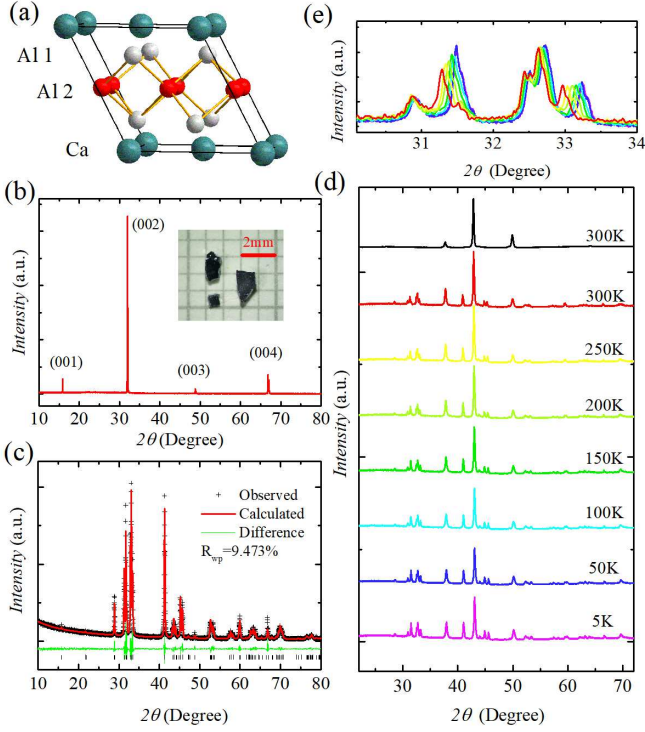 (a)
Al 1
Al 2
Ca
(b)
(001)
(002)
(003)
(004)
2mm
Intensity (a.u.)
10 20 30 40 50 60 70 80
2θ (Degree)
(c)
+ Observed
Calculated
Difference
Rwp=9.473%
Intensity (a.u.)
10 20 30 40 50 60 70 80
2θ (Degree)
(e)
Intensity (a.u.)
31 32 33 34
2θ (Degree)
(d)
300K
300K
250K
200K
150K
100K
50K
5K
Intensity (a.u.)
30 40 50 60 70
2θ (Degree)